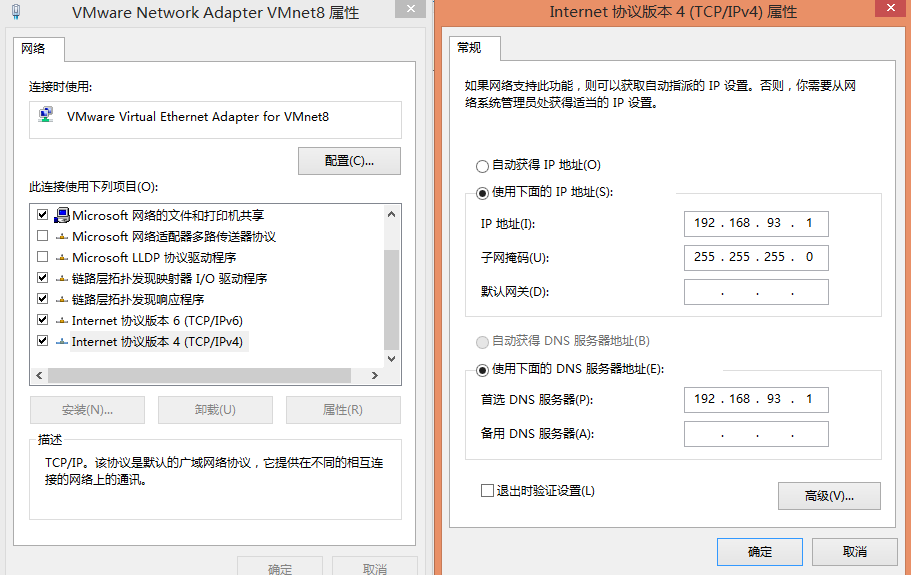 VMware Network Adapter VMnet8 属性
网络
连接时使用:
VMware Virtual Ethernet Adapter for VMnet8
配置(C)...
此连接使用下列项目(O):
Microsoft 网络的文件和打印机共享
Microsoft 网络适配器多路传送器协议
Microsoft LLDP 协议驱动程序
链路层拓扑发现映射器 I/O 驱动程序
链路层拓扑发现响应程序
Internet 协议版本 6 (TCP/IPv6)
Internet 协议版本 4 (TCP/IPv4)
安装(N)...
卸载(U)
属性(R)
描述
TCP/IP。该协议是默认的广域网络协议，它提供在不同的相互连
接的网络上的通讯。
确定
取消
Internet 协议版本 4 (TCP/IPv4) 属性
常规
如果网络支持此功能，则可以获取自动指派的 IP 设置。否则，你需要从网
络系统管理员处获得适当的 IP 设置。
自动获得 IP 地址(O)
使用下面的 IP 地址(S):
IP 地址(I):
192 . 168 . 93 . 1
子网掩码(U):
255 . 255 . 255 . 0
默认网关(D):
. . .
自动获得 DNS 服务器地址(B)
使用下面的 DNS 服务器地址(E):
首选 DNS 服务器(P):
192 . 168 . 93 . 1
备用 DNS 服务器(A):
. . .
退出时验证设置(L)
高级(V)...
确定
取消